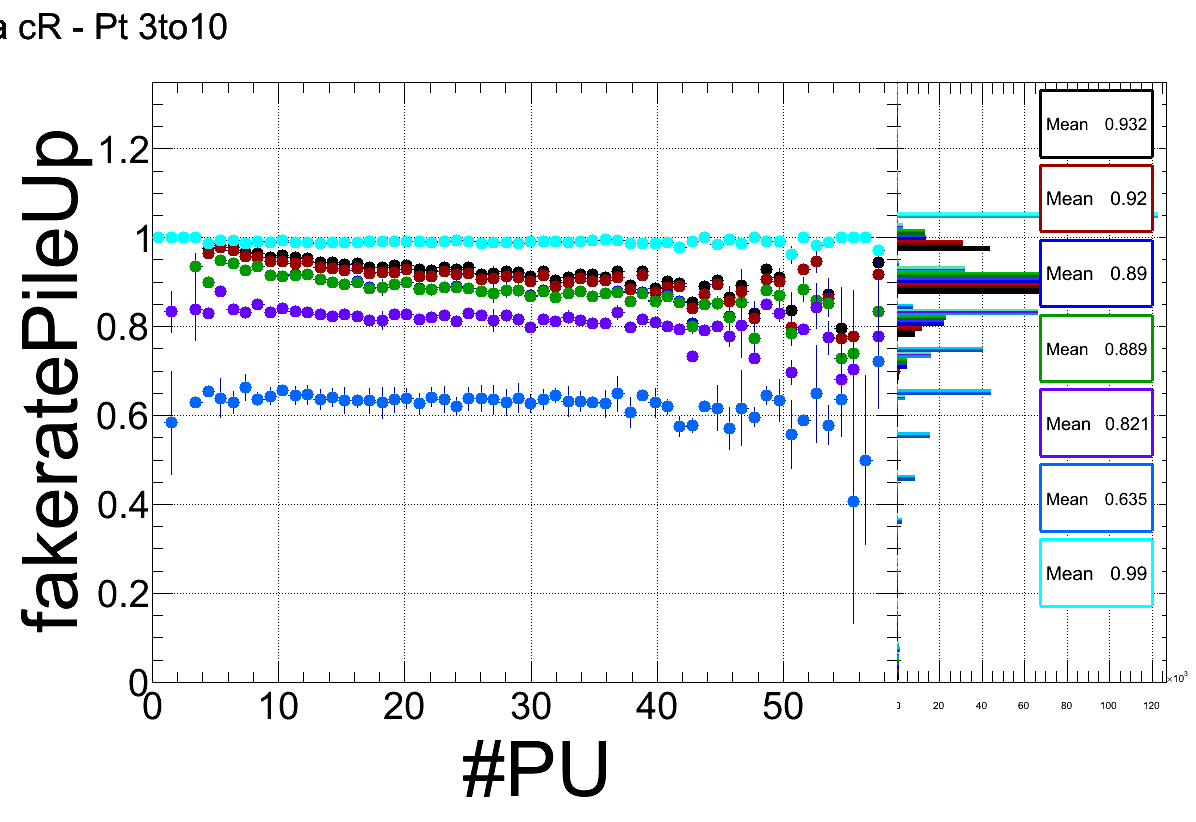 a cR - Pt 3to10
fakeratePileUp
1.2
1
0.8
0.6
0.4
0.2
0
0 10 20 30 40 50
#PU
Mean 0.932
Mean 0.92
Mean 0.89
Mean 0.889
Mean 0.821
Mean 0.635
Mean 0.99
×10³
20 40 60 80 100 120